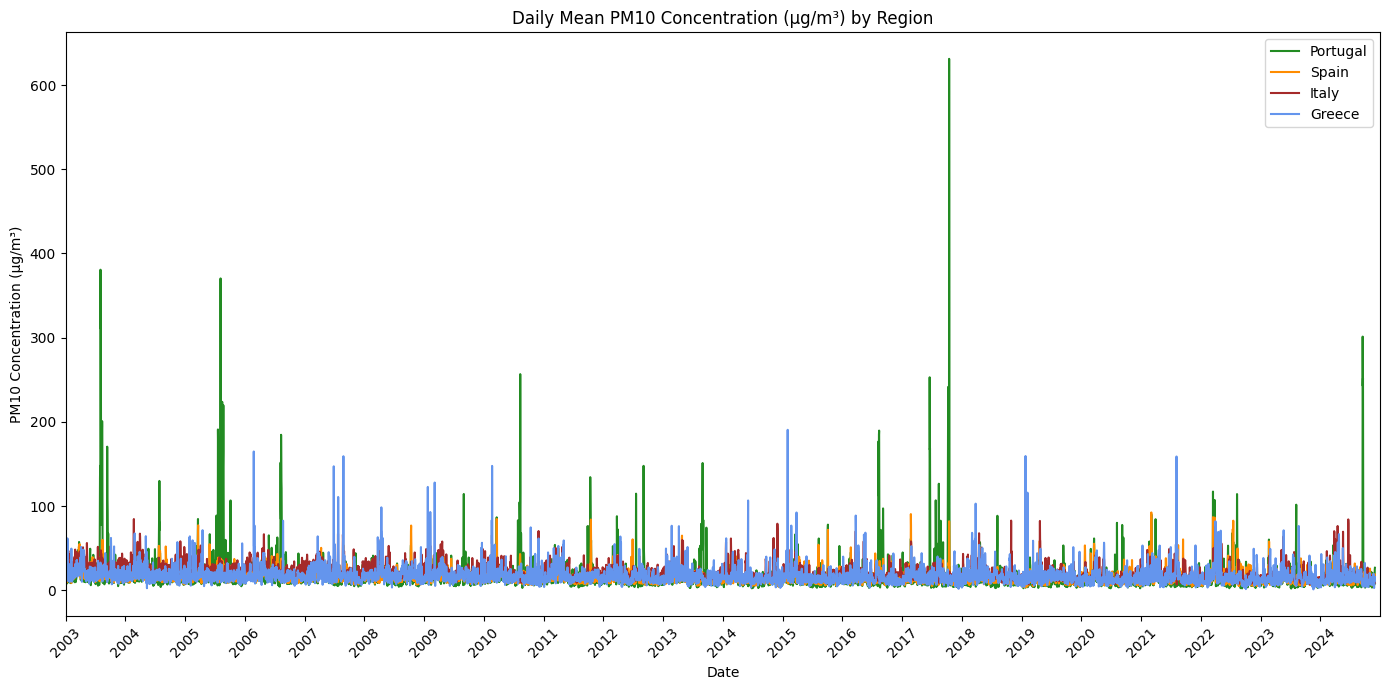 Daily Mean PM10 Concentration (µg/m³) by Region
Portugal
Spain
Italy
Greece
PM10 Concentration (µg/m³)
600
500
400
300
200
100
0
2003 2004 2005 2006 2007 2008 2009 2010 2011 2012 2013 2014 2015 2016 2017 2018 2019 2020 2021 2022 2023 2024
Date